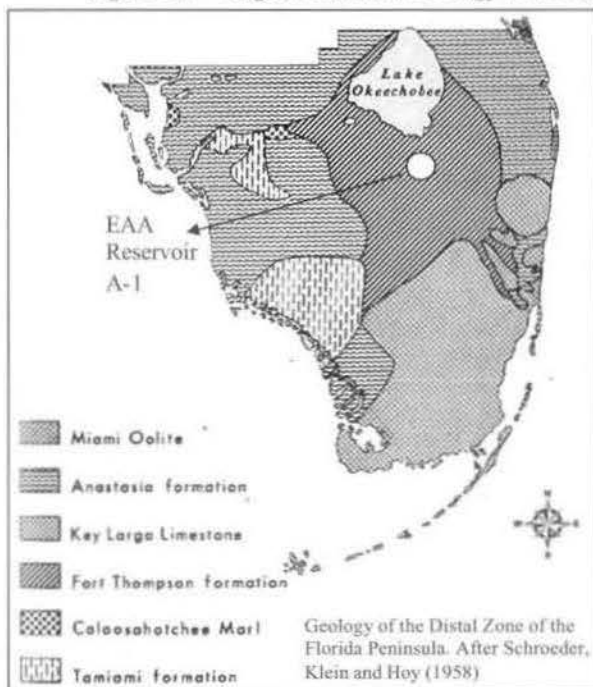 Lake
Okeechobee
EAA
Reservoir
A-1
Miami Oolite
Anastasia formation
Key Largo Limestone
Fort Thompson formation
Caloosahatchee Marl
Tamiami formation
N
W
E
S
Geology of the Distal Zone of the
Florida Peninsula. After Schroeder,
Klein and Hoy (1958)